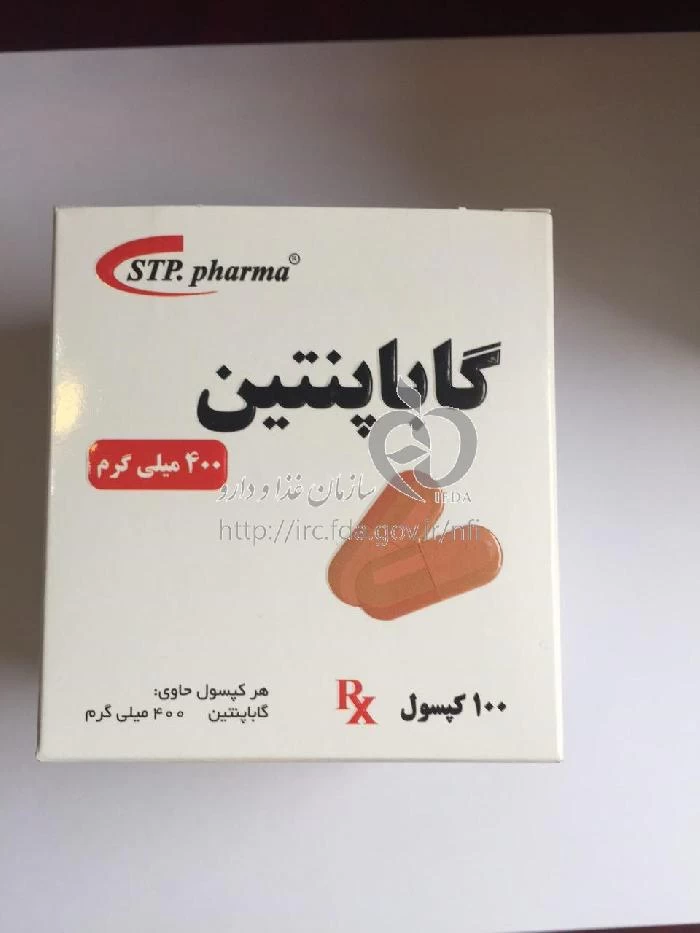 STP. pharma®
گاباپنتین
۴۰۰ میلی گرم
سازمان غذا و دارو
IFDA
http://irc.fda.gov.ir/nfi
هر کپسول حاوی:
گاباپنتین ۴۰۰ میلی گرم
Rx
۱۰۰ کپسول